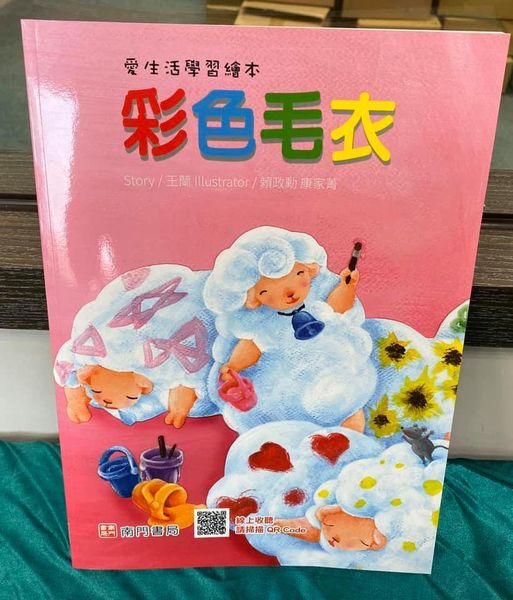 愛生活學習繪本
彩色毛衣
Story / 王蘭 Illustrator / 賴政勳 康家菁
南門書局
線上收聽
請掃描 QR Code